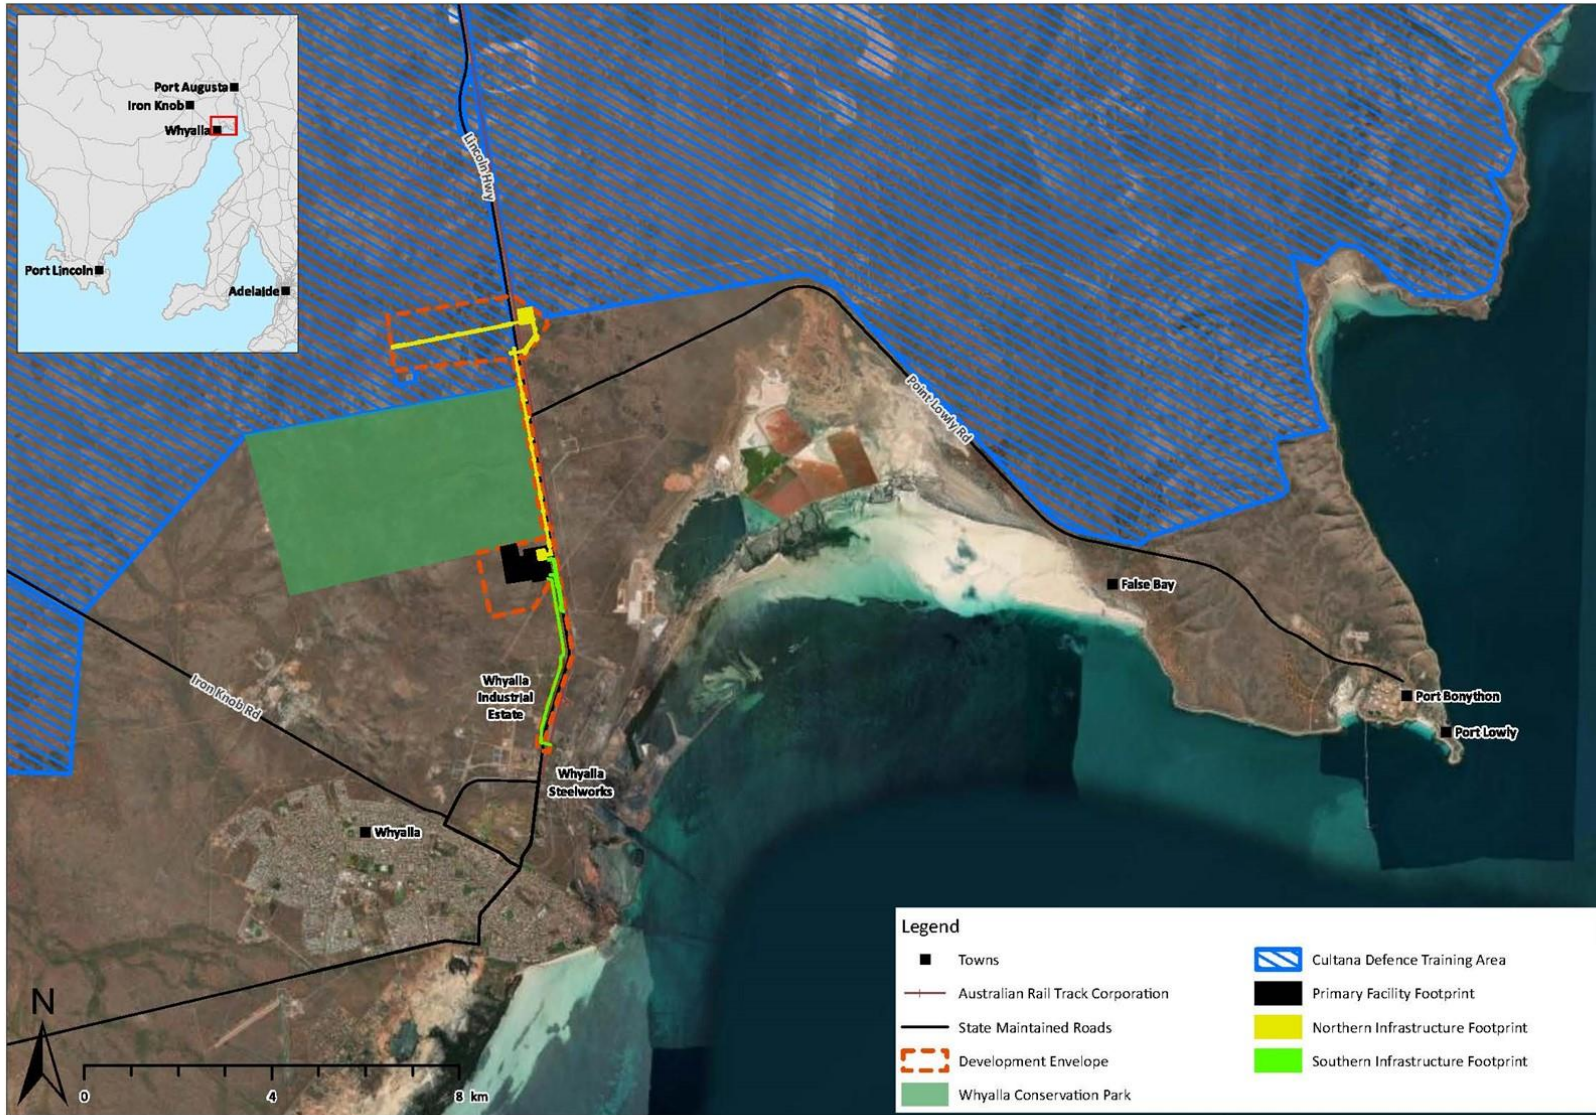 Port Augusta
Iron Knob
Whyalla
Port Lincoln
Adelaide
Lincoln Hwy
Point Lowly Rd
False Bay
Iron Knob Rd
Whyalla
Industrial
Estate
Port Bonython
Port Lowly
Whyalla
Steelworks
Whyalla
N
0 4 8 km
Legend
Towns
Australian Rail Track Corporation
State Maintained Roads
Development Envelope
Whyalla Conservation Park
Cultana Defence Training Area
Primary Facility Footprint
Northern Infrastructure Footprint
Southern Infrastructure Footprint